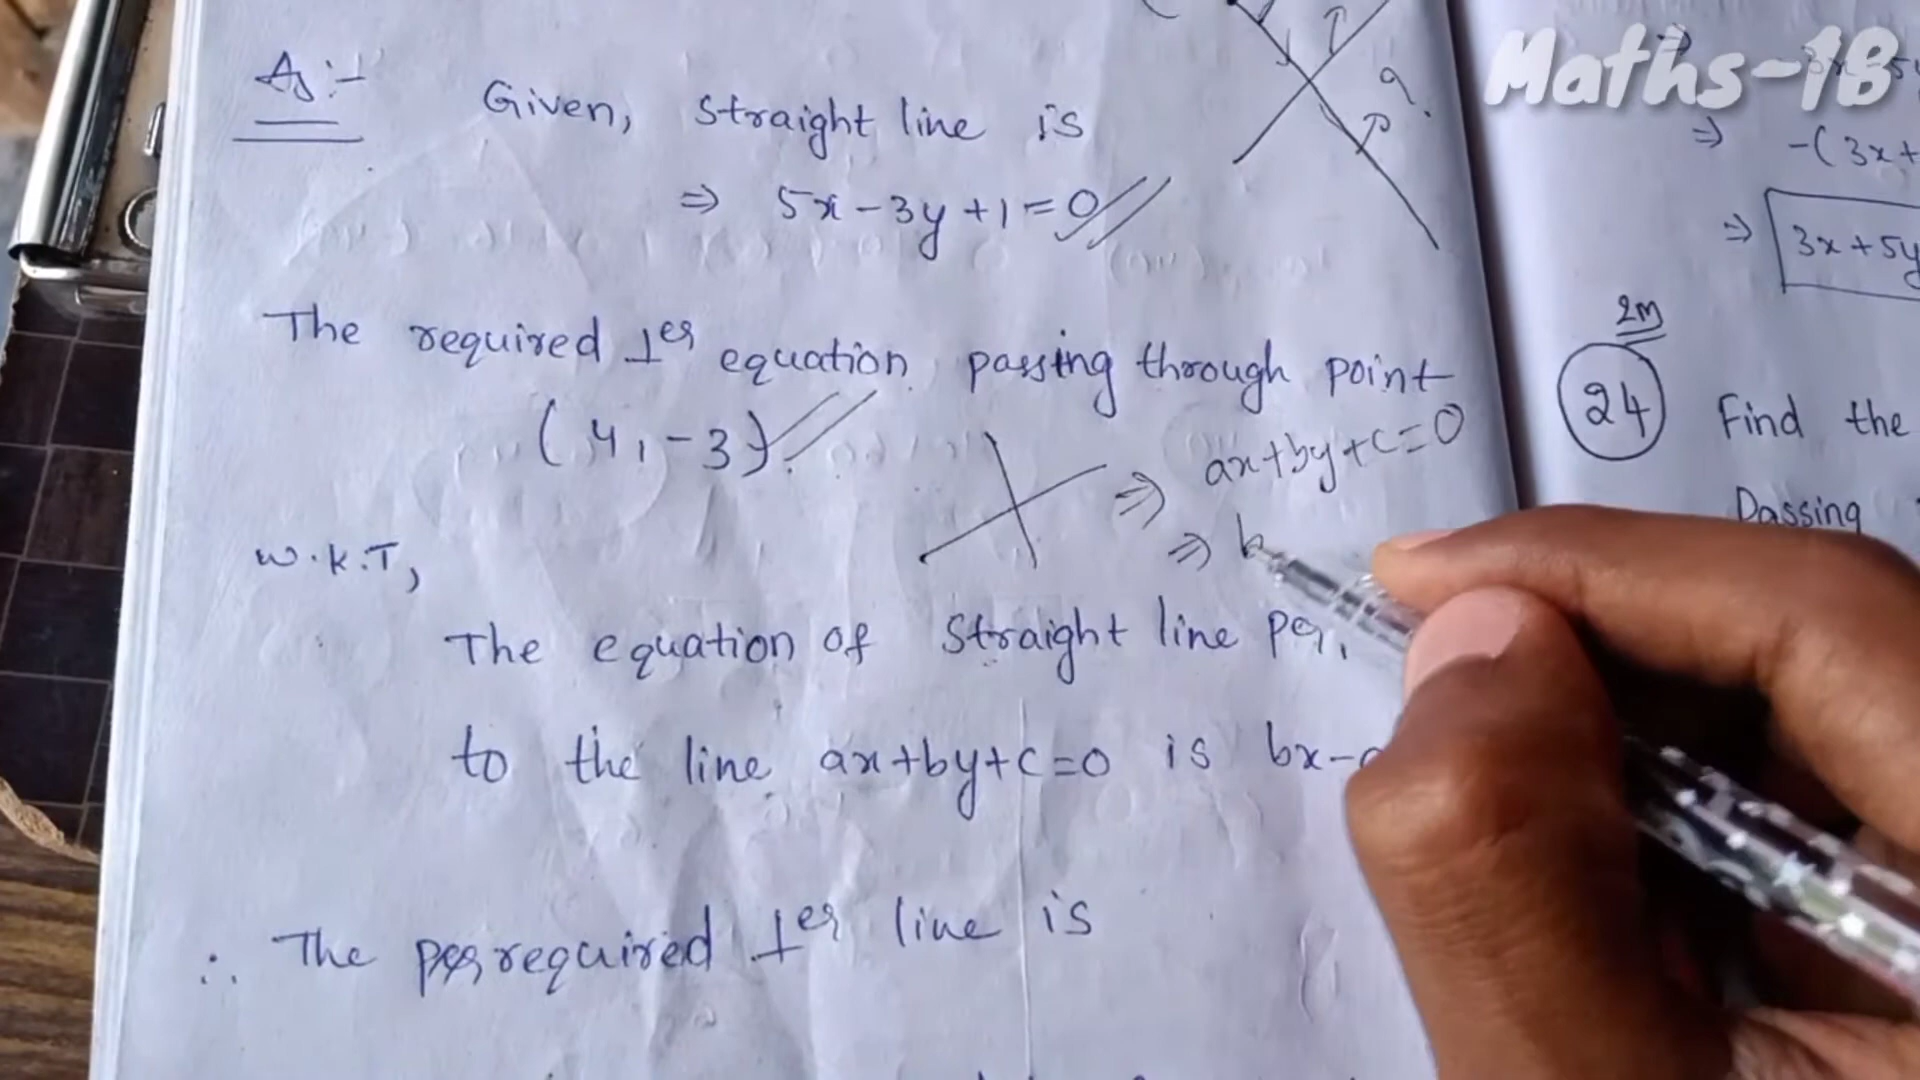 Maths-1B
As:-
Given, straight line is
⇒ 5x-3y+1=0
The required ⊥er equation passing through point
(4,-3).
⇒ ax+by+c=0
⇒ b
W.K.T,
The equation of straight line per
to the line ax+by+c=0 is bx-
∴ The required ⊥er line is
⇒ -(3x+
⇒ 3x+5y
2M
24
Find the
Passing